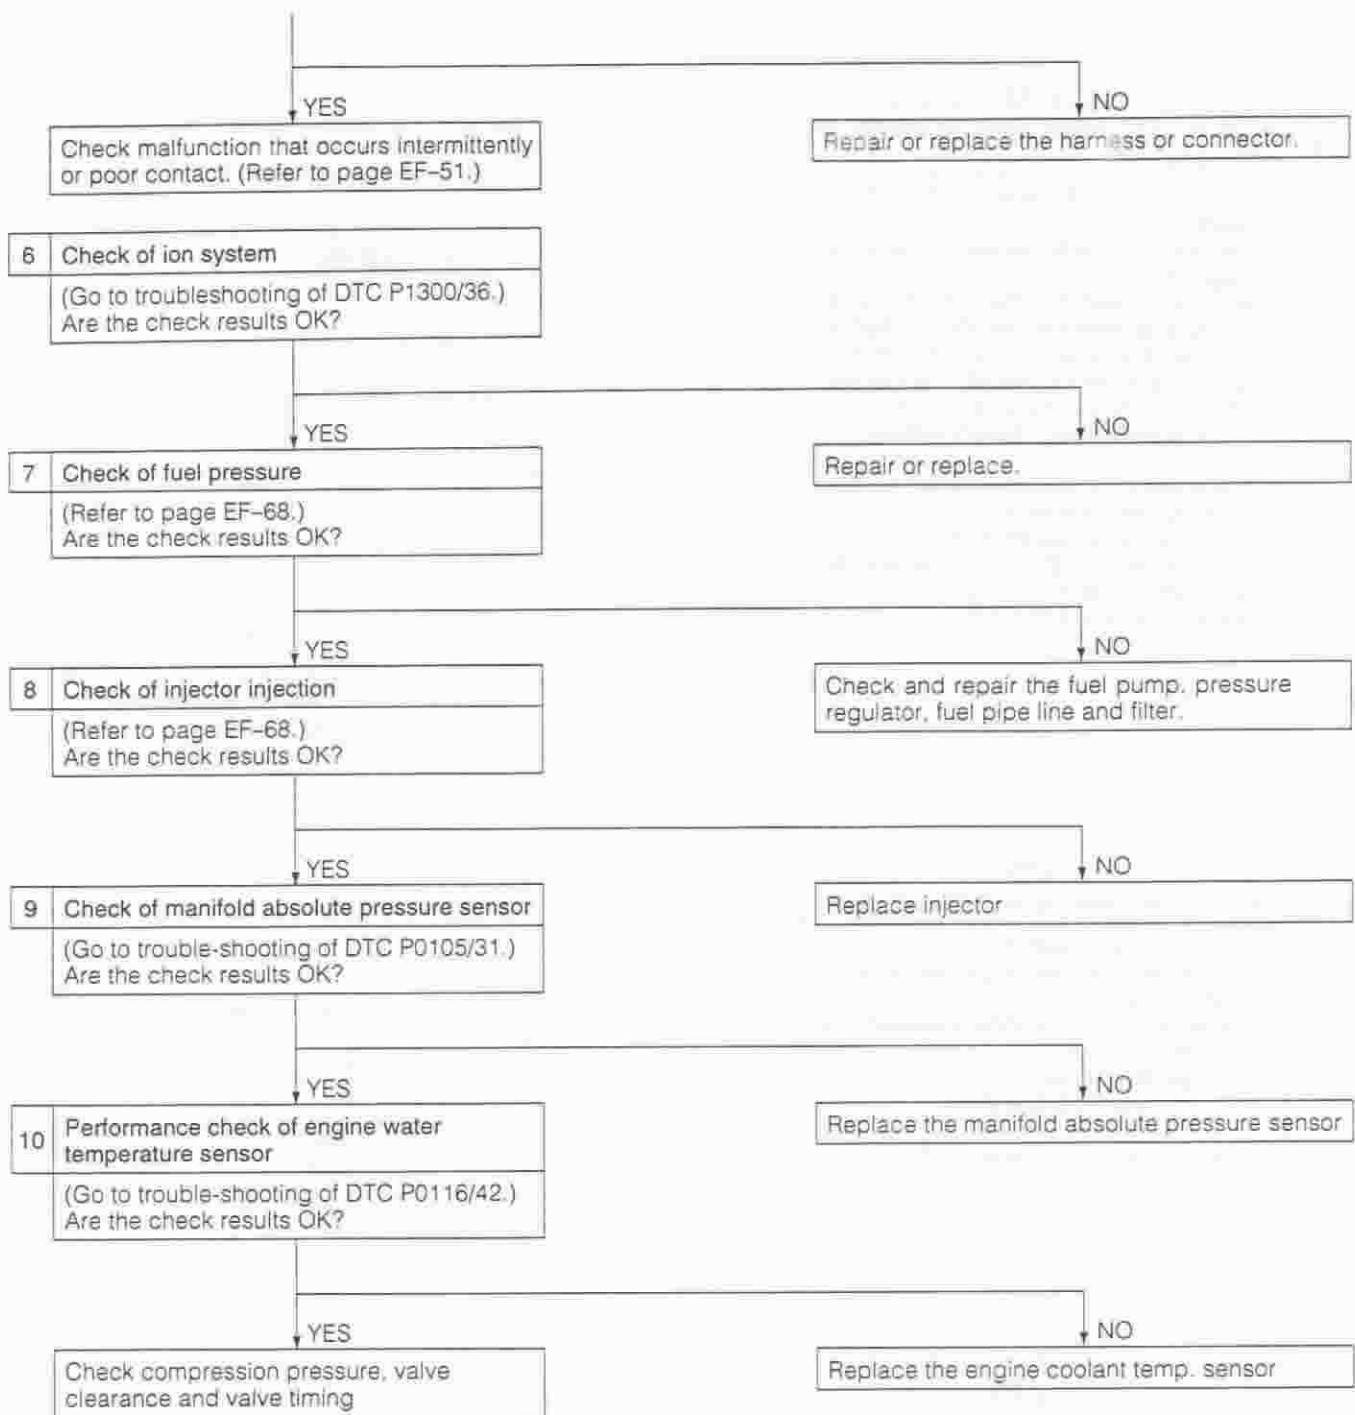 YES
NO
Check malfunction that occurs intermittently
or poor contact. (Refer to page EF–51.)
Repair or replace the harness or connector.
6 Check of ion system
(Go to troubleshooting of DTC P1300/36.)
Are the check results OK?
YES
NO
7 Check of fuel pressure
Repair or replace.
(Refer to page EF–68.)
Are the check results OK?
YES
NO
8 Check of injector injection
Check and repair the fuel pump. pressure
regulator, fuel pipe line and filter.
(Refer to page EF–68.)
Are the check results OK?
YES
NO
9 Check of manifold absolute pressure sensor
Replace injector
(Go to trouble-shooting of DTC P0105/31.)
Are the check results OK?
YES
NO
10 Performance check of engine water
temperature sensor
Replace the manifold absolute pressure sensor
(Go to trouble-shooting of DTC P0116/42.)
Are the check results OK?
YES
NO
Check compression pressure, valve
clearance and valve timing
Replace the engine coolant temp. sensor